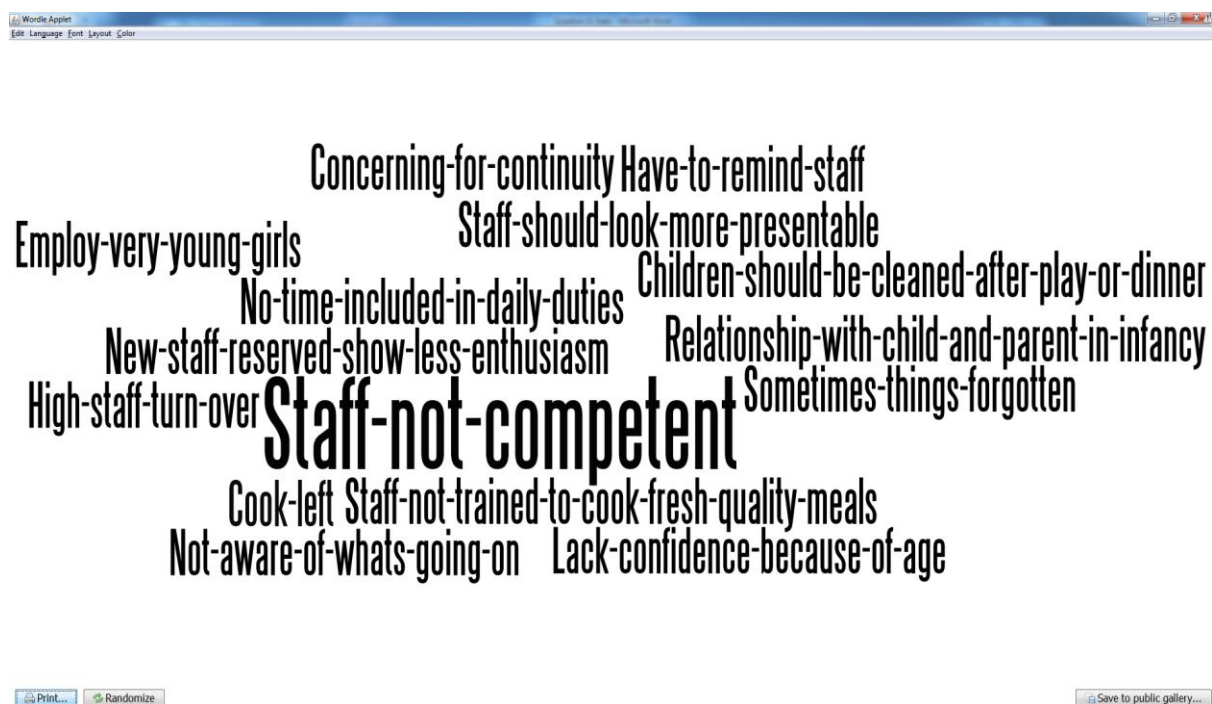 Wordle Applet
Edit Language Font Layout Color
Concerning-for-continuity
Have-to-remind-staff
Staff-should-look-more-presentable
Employ-very-young-girls
Children-should-be-cleaned-after-play-or-dinner
No-time-included-in-daily-duties
Relationship-with-child-and-parent-in-infancy
New-staff-reserved-show-less-enthusiasm
Sometimes-things-forgotten
High-staff-turn-over
Staff-not-competent
Cook-left
Staff-not-trained-to-cook-fresh-quality-meals
Not-aware-of-whats-going-on
Lack-confidence-because-of-age
Print...
Randomize
Save to public gallery...